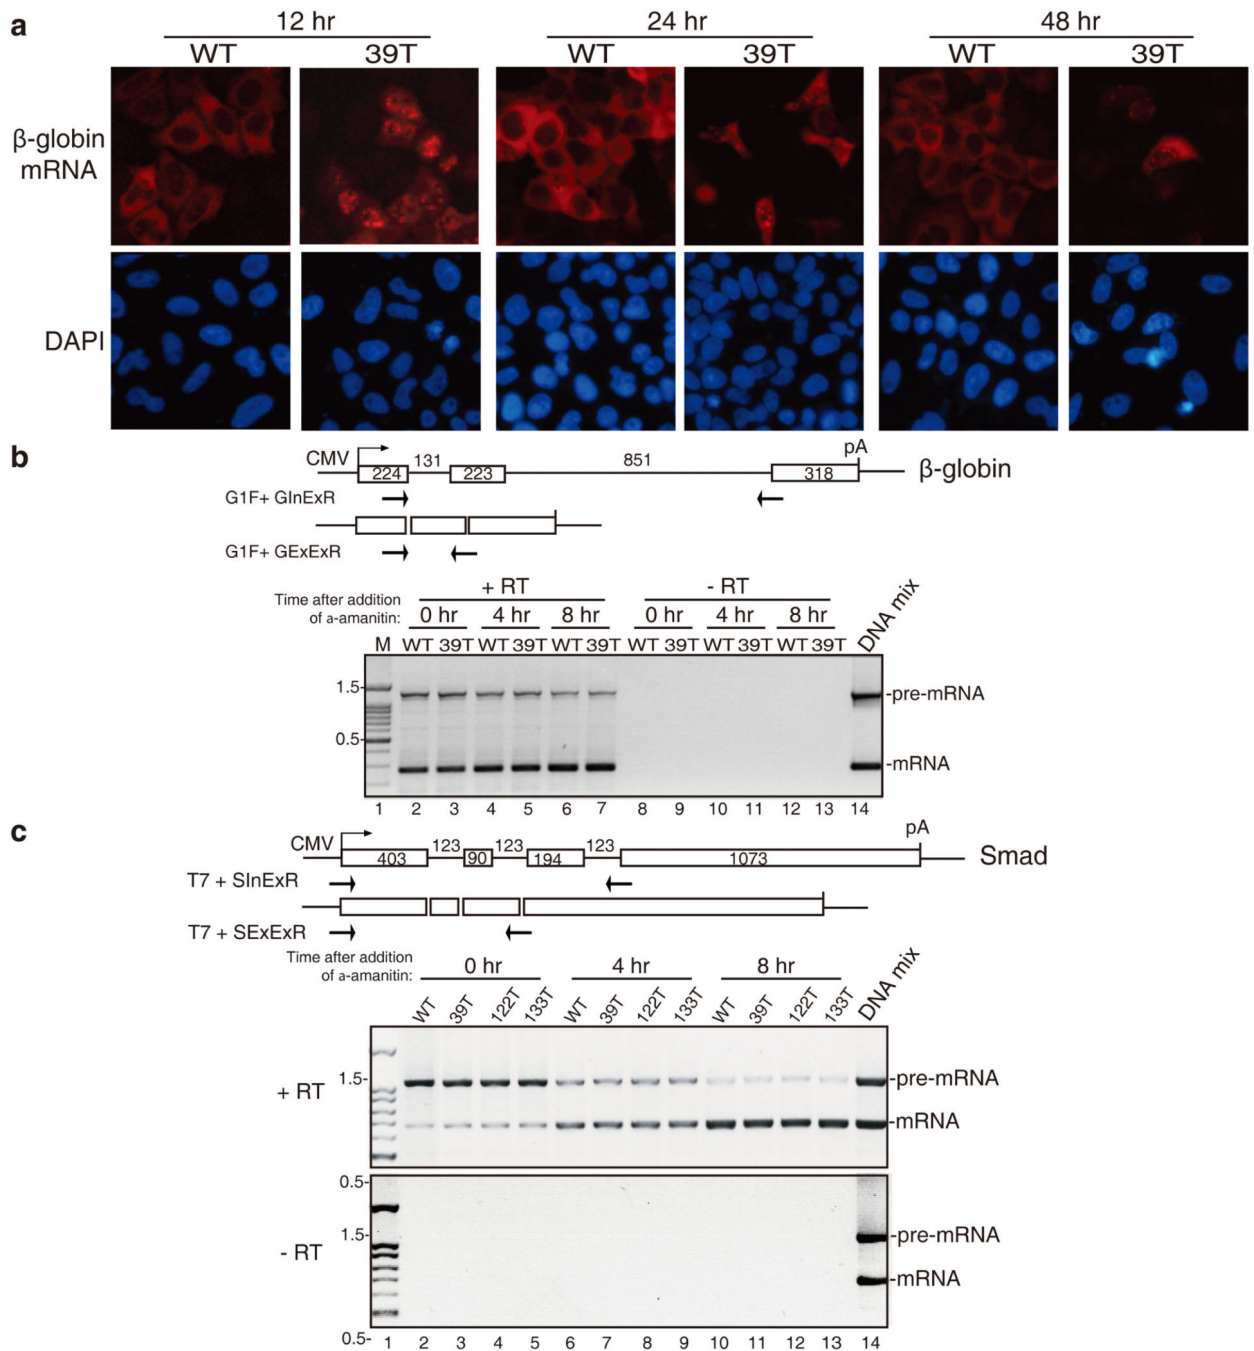 a
12 hr 24 hr 48 hr
WT 39T WT 39T WT 39T
β-globin
mRNA
DAPI
b
CMV 224 131 223 851 318 pA β-globin
G1F+ GInExR
G1F+ GExExR
+ RT - RT
Time after addition
of a-amanitin: 0 hr 4 hr 8 hr 0 hr 4 hr 8 hr DNA mix
M WT 39T WT 39T WT 39T WT 39T WT 39T WT 39T
1.5-
-pre-mRNA
0.5-
-mRNA
1 2 3 4 5 6 7 8 9 10 11 12 13 14
c
CMV 403 123 90 123 194 123 1073 pA Smad
T7 + SInExR
T7 + SExExR
Time after addition
of a-amanitin: 0 hr 4 hr 8 hr
WT 39T 122T 133T WT 39T 122T 133T WT 39T 122T 133T DNA mix
1.5- -pre-mRNA
+ RT
-mRNA
0.5-
1.5- -pre-mRNA
- RT
-mRNA
0.5-
1 2 3 4 5 6 7 8 9 10 11 12 13 14